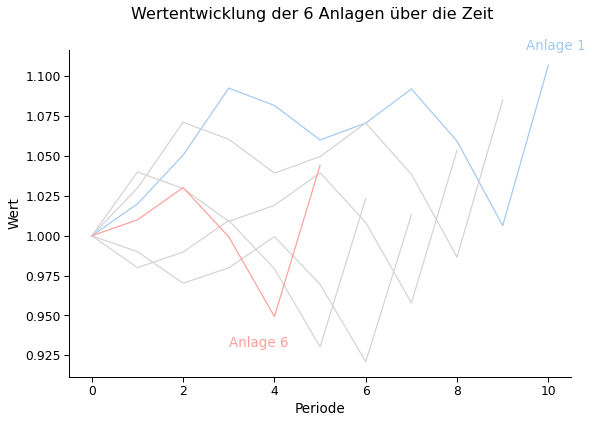 Wertentwicklung der 6 Anlagen über die Zeit
Anlage 1
1.100
1.075
1.050
1.025
1.000
0.975
0.950
0.925
Wert
Anlage 6
0 2 4 6 8 10
Periode